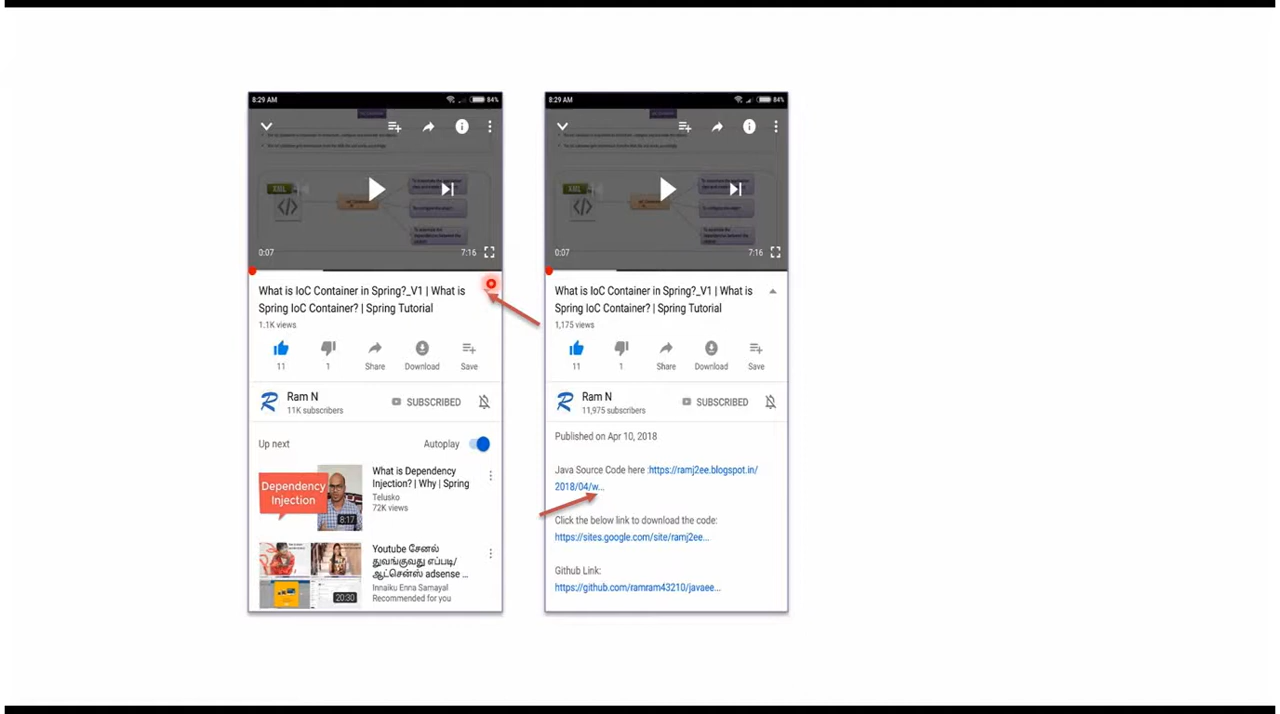 8:29 AM
84%
XML
0:07
7:16
What is IoC Container in Spring?_V1 | What is
Spring IoC Container? | Spring Tutorial
1.1K views
11
1
Share
Download
Save
Ram N
11K subscribers
SUBSCRIBED
Up next
Autoplay
Dependency
Injection
8:17
What is Dependency
Injection? | Why | Spring
Telusko
72K views
20:30
Youtube சேனல்
துவங்குவது எப்படி/
ஆட்சென்ஸ் adsense ...
Innaiku Enna Samayal
Recommended for you
8:29 AM
84%
XML
0:07
7:16
What is IoC Container in Spring?_V1 | What is
Spring IoC Container? | Spring Tutorial
1,175 views
11
1
Share
Download
Save
Ram N
11,975 subscribers
SUBSCRIBED
Published on Apr 10, 2018
Java Source Code here :https://ramj2ee.blogspot.in/
2018/04/w...
Click the below link to download the code:
https://sites.google.com/site/ramj2ee...
Github Link:
https://github.com/ramram43210/javaee...